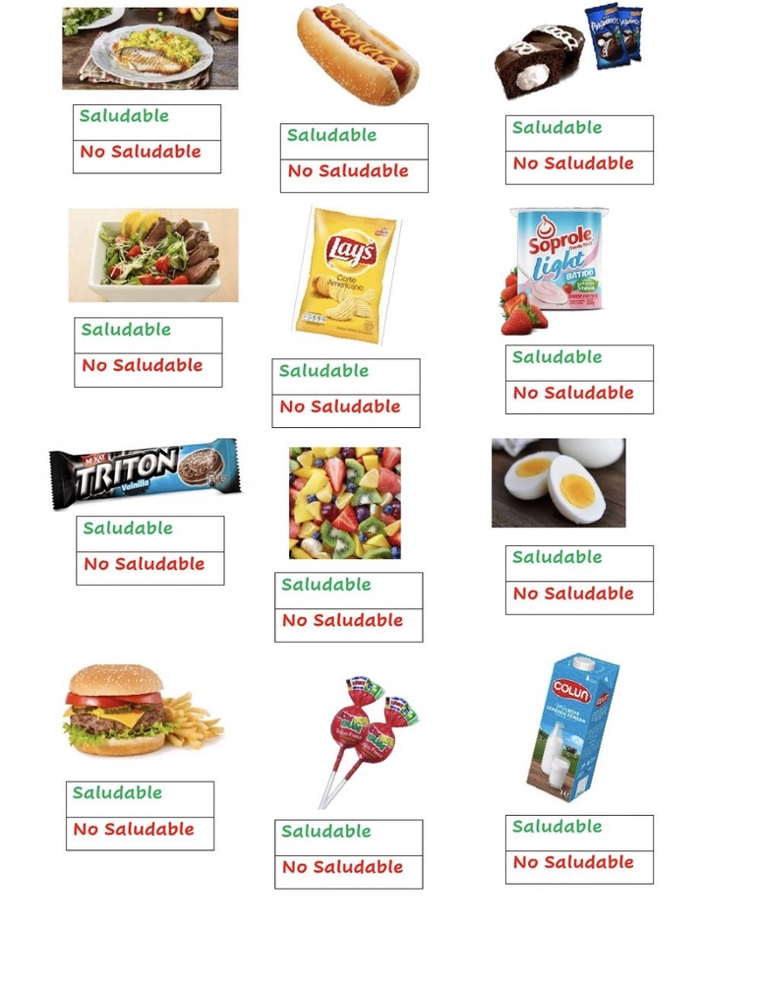 Saludable
No Saludable
Saludable
No Saludable
Saludable
No Saludable
Lay's
Corte
Americano
Soprole
light
BATIDO
Stevia
Saludable
No Saludable
Saludable
No Saludable
Saludable
No Saludable
McKAY
TRITON
Vainilla
Saludable
No Saludable
Saludable
No Saludable
Saludable
No Saludable
COLUN
Saludable
No Saludable
Saludable
No Saludable
Saludable
No Saludable